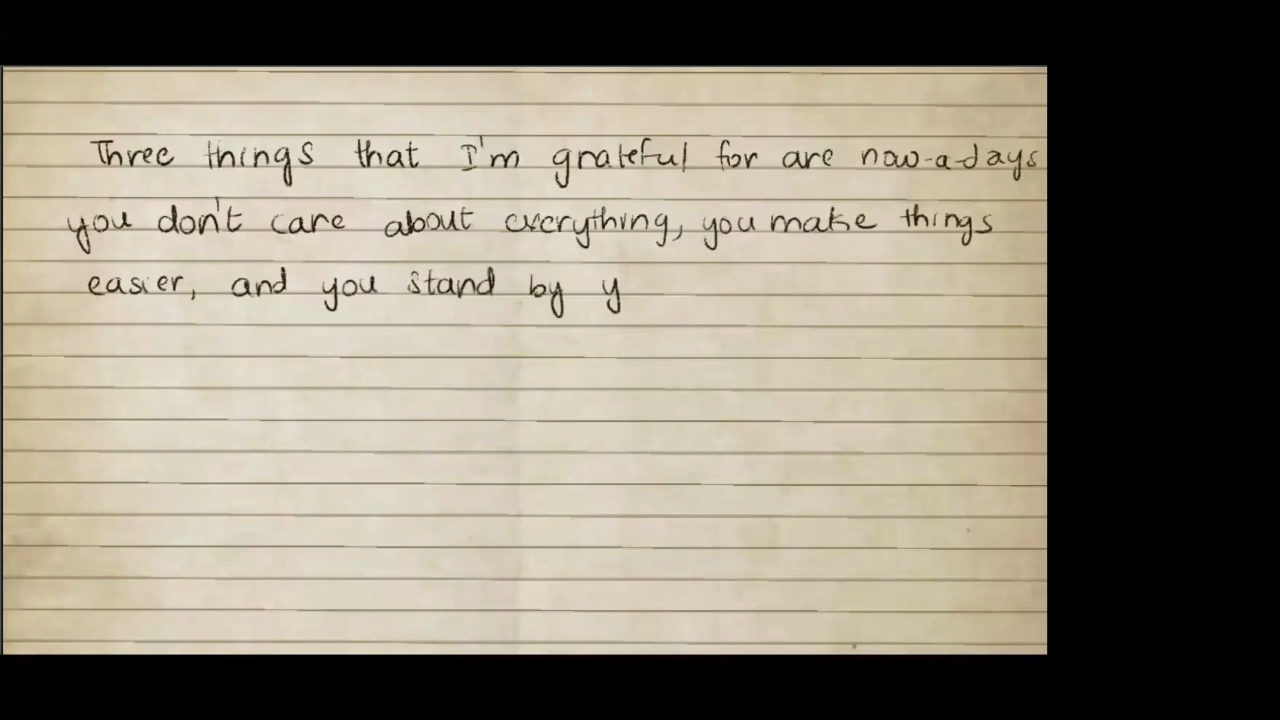 Three things that I'm grateful for are now-a-days
you don't care about everything, you make things
easier, and you stand by y